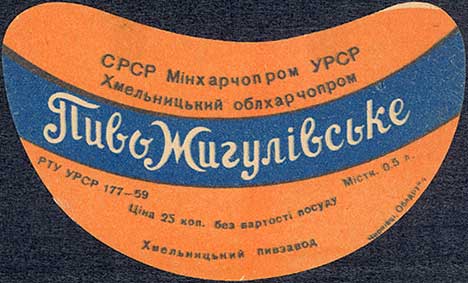 СРСР Мінхарчопром УРСР
Хмельницький облхарчопром
Пиво Жигулівське
РТУ УРСР 177-59
Містк. 0,5 л.
Ціна 25 коп. без вартості посуду
Хмельницький пивзавод